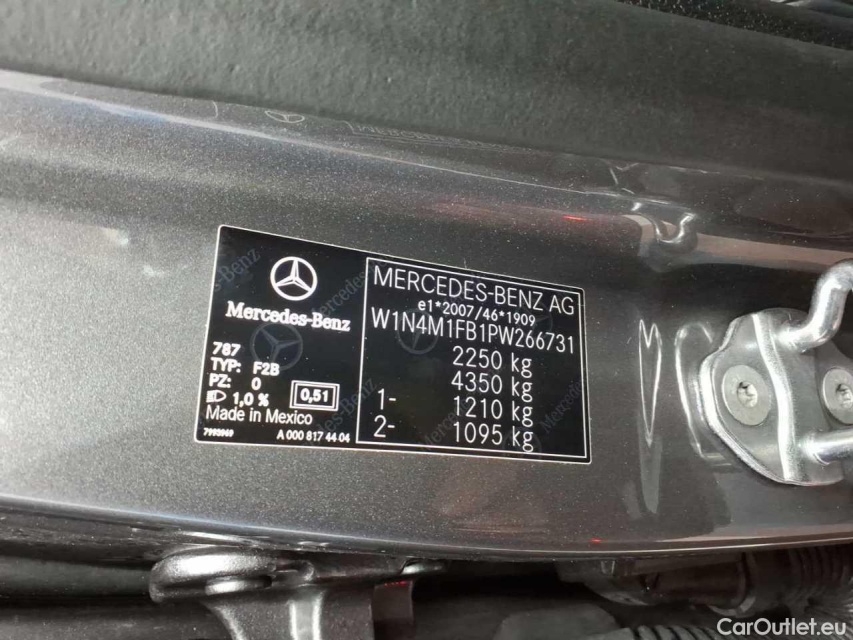 Mercedes-Benz
787
TYP: F2B
PZ: 0
1,0 %
0,51
Made in Mexico
7993969
A 000 817 44 04
MERCEDES-BENZ AG
e1*2007/46*1909
W1N4M1FB1PW266731
2250 kg
4350 kg
1- 1210 kg
2- 1095 kg
CarOutlet.eu